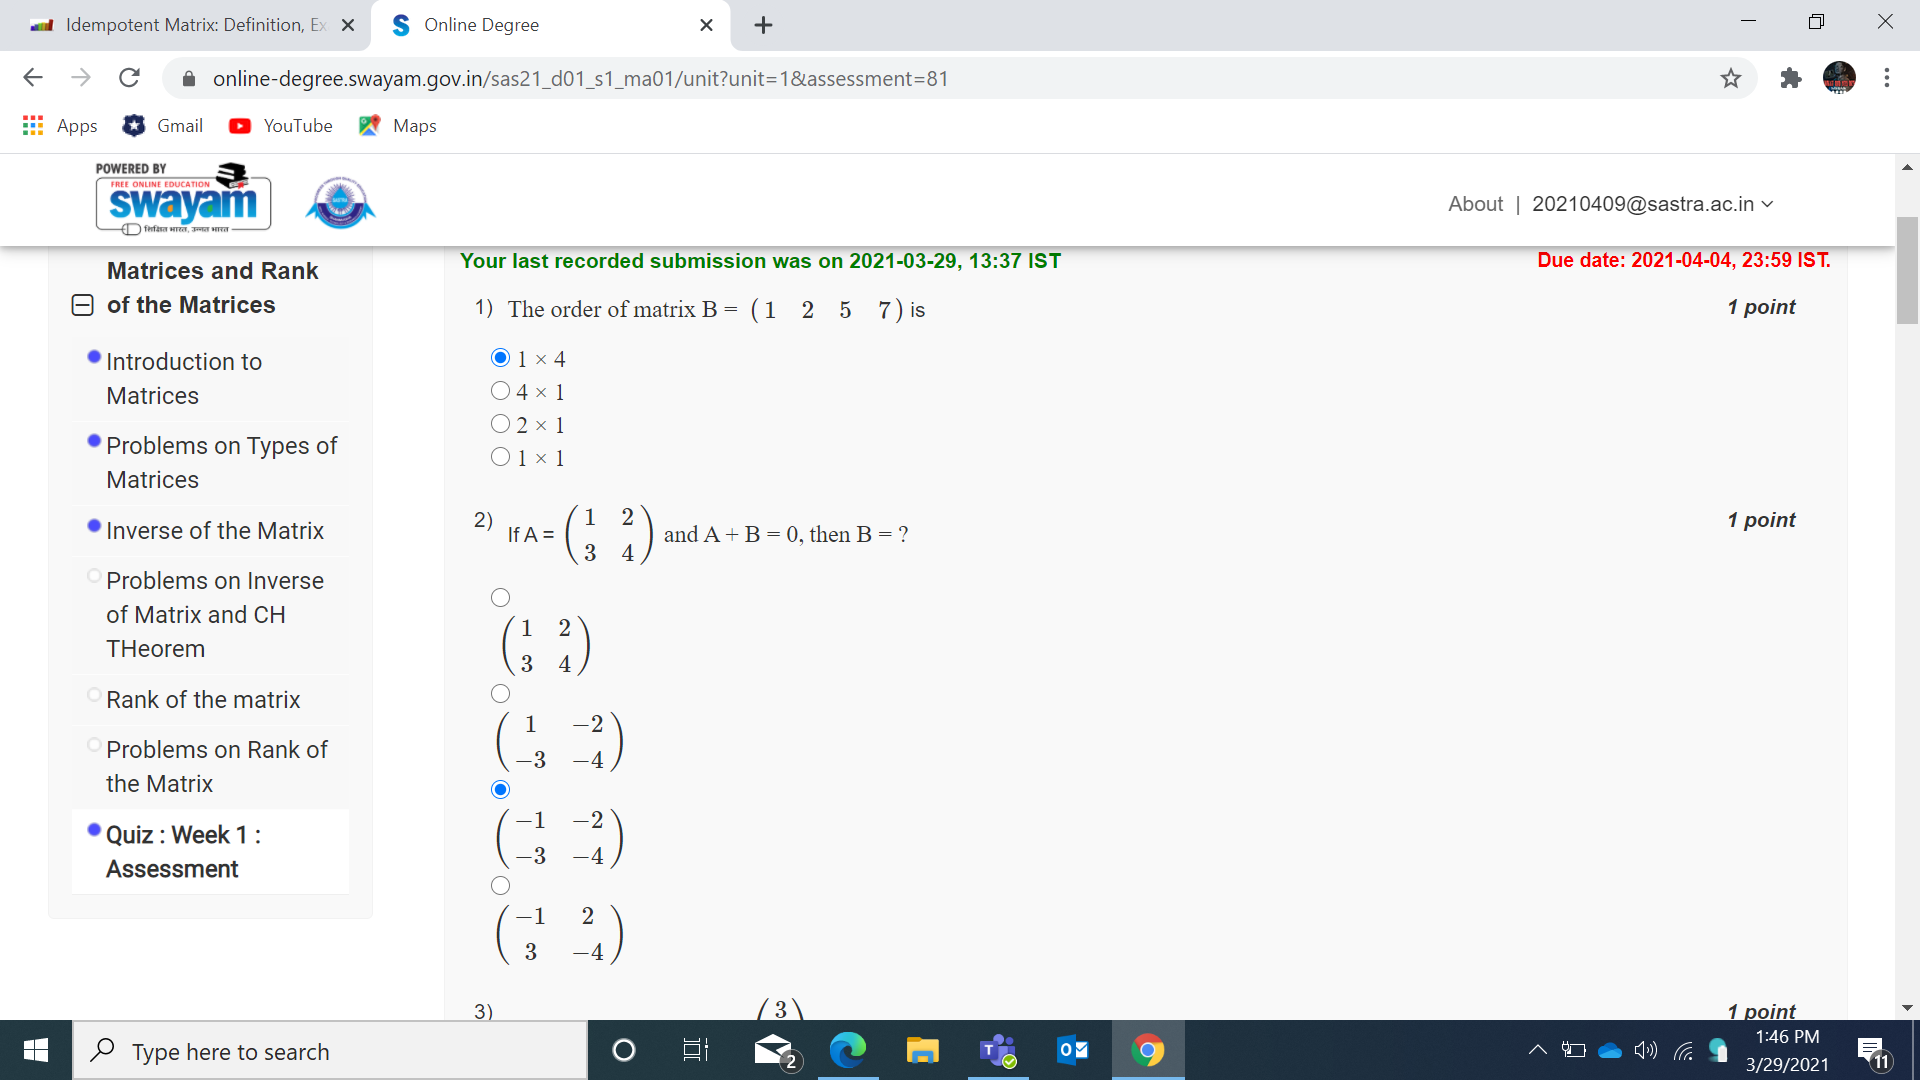 Idempotent Matrix: Definition, Ex
Online Degree
online-degree.swayam.gov.in/sas21_d01_s1_ma01/unit?unit=1&assessment=81
Apps Gmail YouTube Maps
POWERED BY
FREE ONLINE EDUCATION
swayam
शिक्षित भारत, उन्नत भारत
About | 20210409@sastra.ac.in
Matrices and Rank
of the Matrices
Introduction to
Matrices
Problems on Types of
Matrices
Inverse of the Matrix
Problems on Inverse
of Matrix and CH
THeorem
Rank of the matrix
Problems on Rank of
the Matrix
Quiz : Week 1 :
Assessment
Your last recorded submission was on 2021-03-29, 13:37 IST
Due date: 2021-04-04, 23:59 IST.
1) The order of matrix B = ( 1 2 5 7 ) is
1 point
1 × 4
4 × 1
2 × 1
1 × 1
2) If A = ( 1 2
3 4 ) and A + B = 0, then B = ?
1 point
( 1 2
3 4 )
( 1 −2
−3 −4 )
( −1 −2
−3 −4 )
( −1 2
3 −4 )
3) ( 3 )
1 point
Type here to search
2
1:46 PM
3/29/2021
11